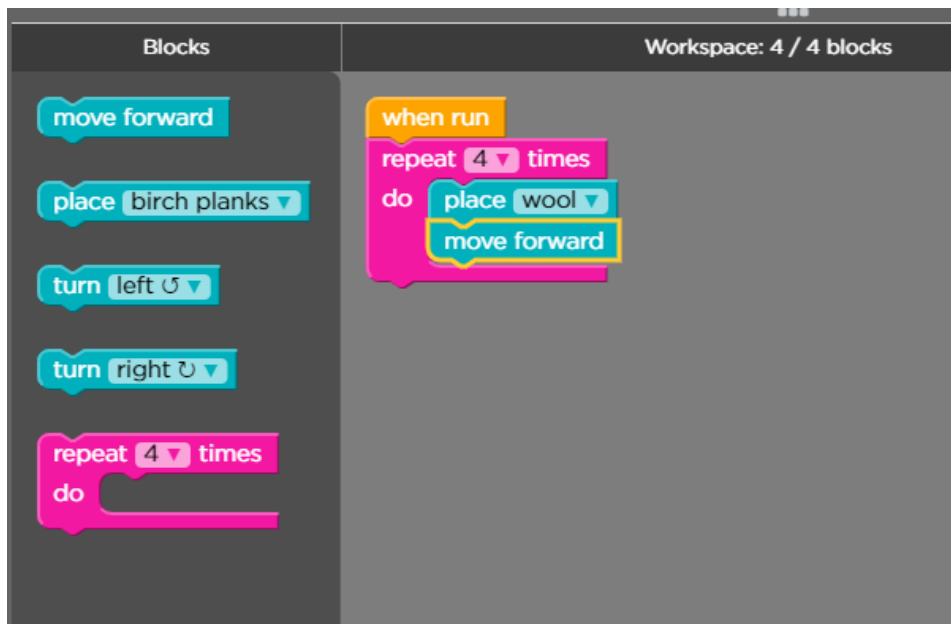 Blocks
Workspace: 4 / 4 blocks
move forward
place birch planks ▼
turn left ↺ ▼
turn right ↻ ▼
repeat 4 ▼ times
do
when run
repeat 4 ▼ times
do place wool ▼
move forward